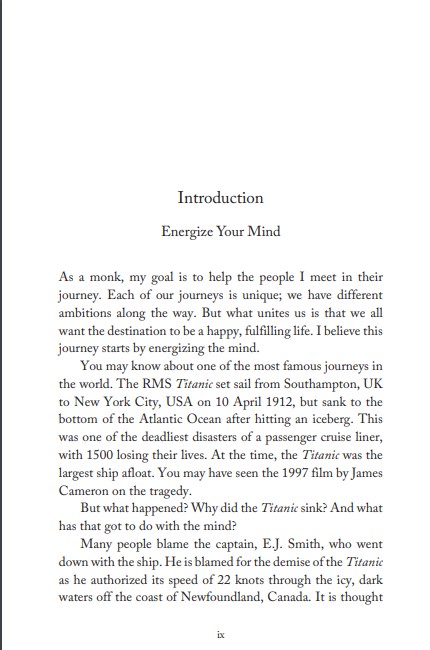 Introduction
Energize Your Mind
As a monk, my goal is to help the people I meet in their
journey. Each of our journeys is unique; we have different
ambitions along the way. But what unites us is that we all
want the destination to be a happy, fulfilling life. I believe this
journey starts by energizing the mind.
You may know about one of the most famous journeys in
the world. The RMS Titanic set sail from Southampton, UK
to New York City, USA on 10 April 1912, but sank to the
bottom of the Atlantic Ocean after hitting an iceberg. This
was one of the deadliest disasters of a passenger cruise liner,
with 1500 losing their lives. At the time, the Titanic was the
largest ship afloat. You may have seen the 1997 film by James
Cameron on the tragedy.
But what happened? Why did the Titanic sink? And what
has that got to do with the mind?
Many people blame the captain, E.J. Smith, who went
down with the ship. He is blamed for the demise of the Titanic
as he authorized its speed of 22 knots through the icy, dark
waters off the coast of Newfoundland, Canada. It is thought
ix